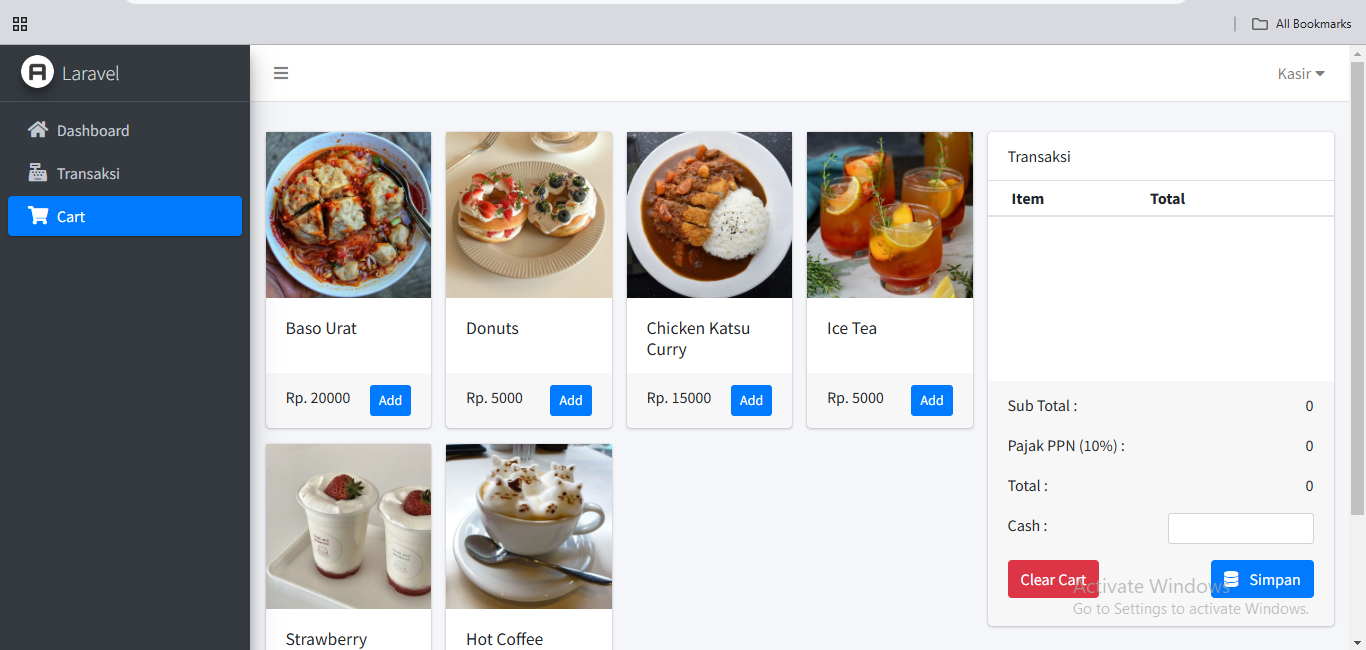 All Bookmarks
Laravel
Kasir
Dashboard
Transaksi
Cart
Baso Urat
Rp. 20000
Add
Donuts
Rp. 5000
Add
Chicken Katsu
Curry
Rp. 15000
Add
Ice Tea
Rp. 5000
Add
Strawberry
Hot Coffee
Transaksi
Item Total
Sub Total : 0
Pajak PPN (10%) : 0
Total : 0
Cash :
Clear Cart
Simpan
Activate Windows
Go to Settings to activate Windows.